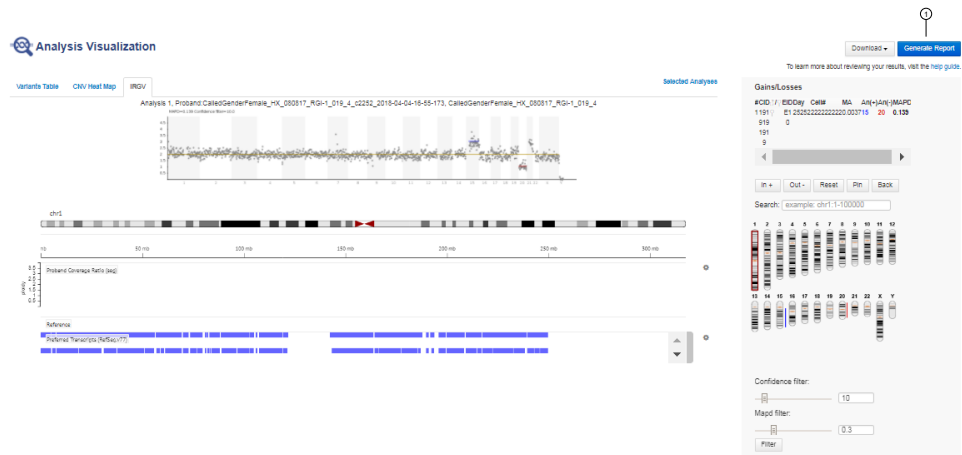 1
Analysis Visualization
Download
Generate Report
To learn more about reviewing your results, visit the help guide.
Variants Table CNV Heat Map IRGV
Selected Analyses
Analysis 1, Proband:CalledGenderFemale_HX_080817_RGI-1_019_4_c2252_2018-04-04-16-55-173, CalledGenderFemale_HX_080817_RGI-1_019_4
chr1
50 mb 100 mb 150 mb 200 mb 250 mb 300 mb
Proband Coverage Ratio (seg)
ploidy
Reference
Preferred Transcripts (RefSeq v77)
Gains/Losses
In + Out - Reset Pin Back
Search: example: chr1:1-100000
1 2 3 4 5 6 7 8 9 10 11 12
13 14 15 16 17 18 19 20 21 22 X Y
Confidence filter:
10
Mapd filter:
0.3
Filter